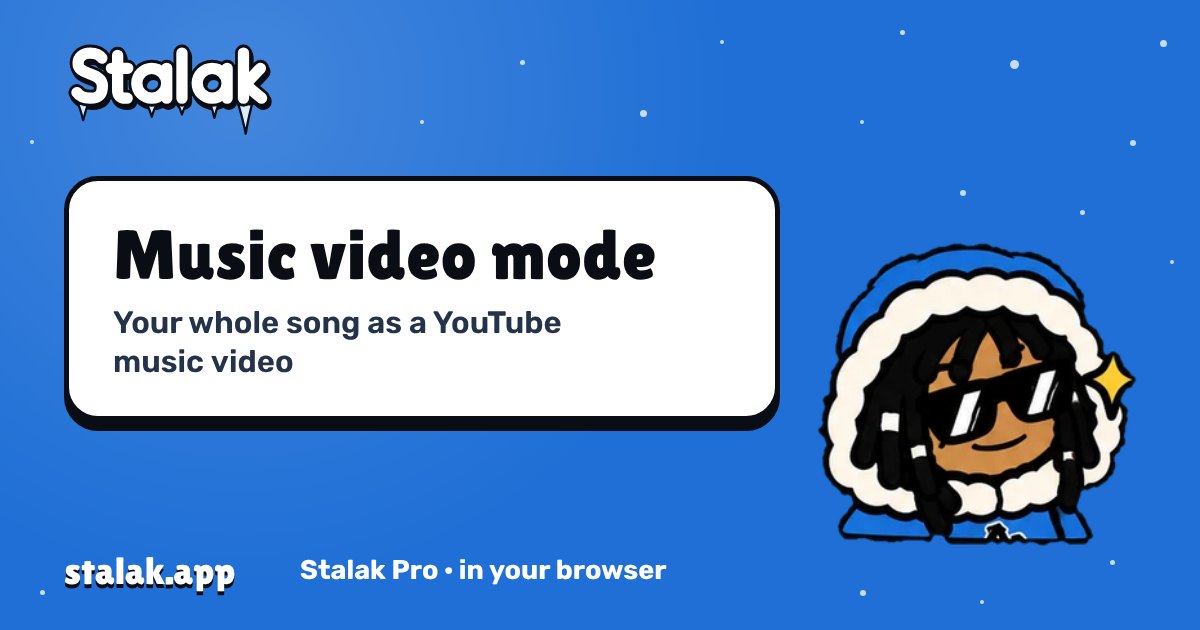 Stalak
Music video mode
Your whole song as a YouTube
music video
stalak.app
Stalak Pro • in your browser